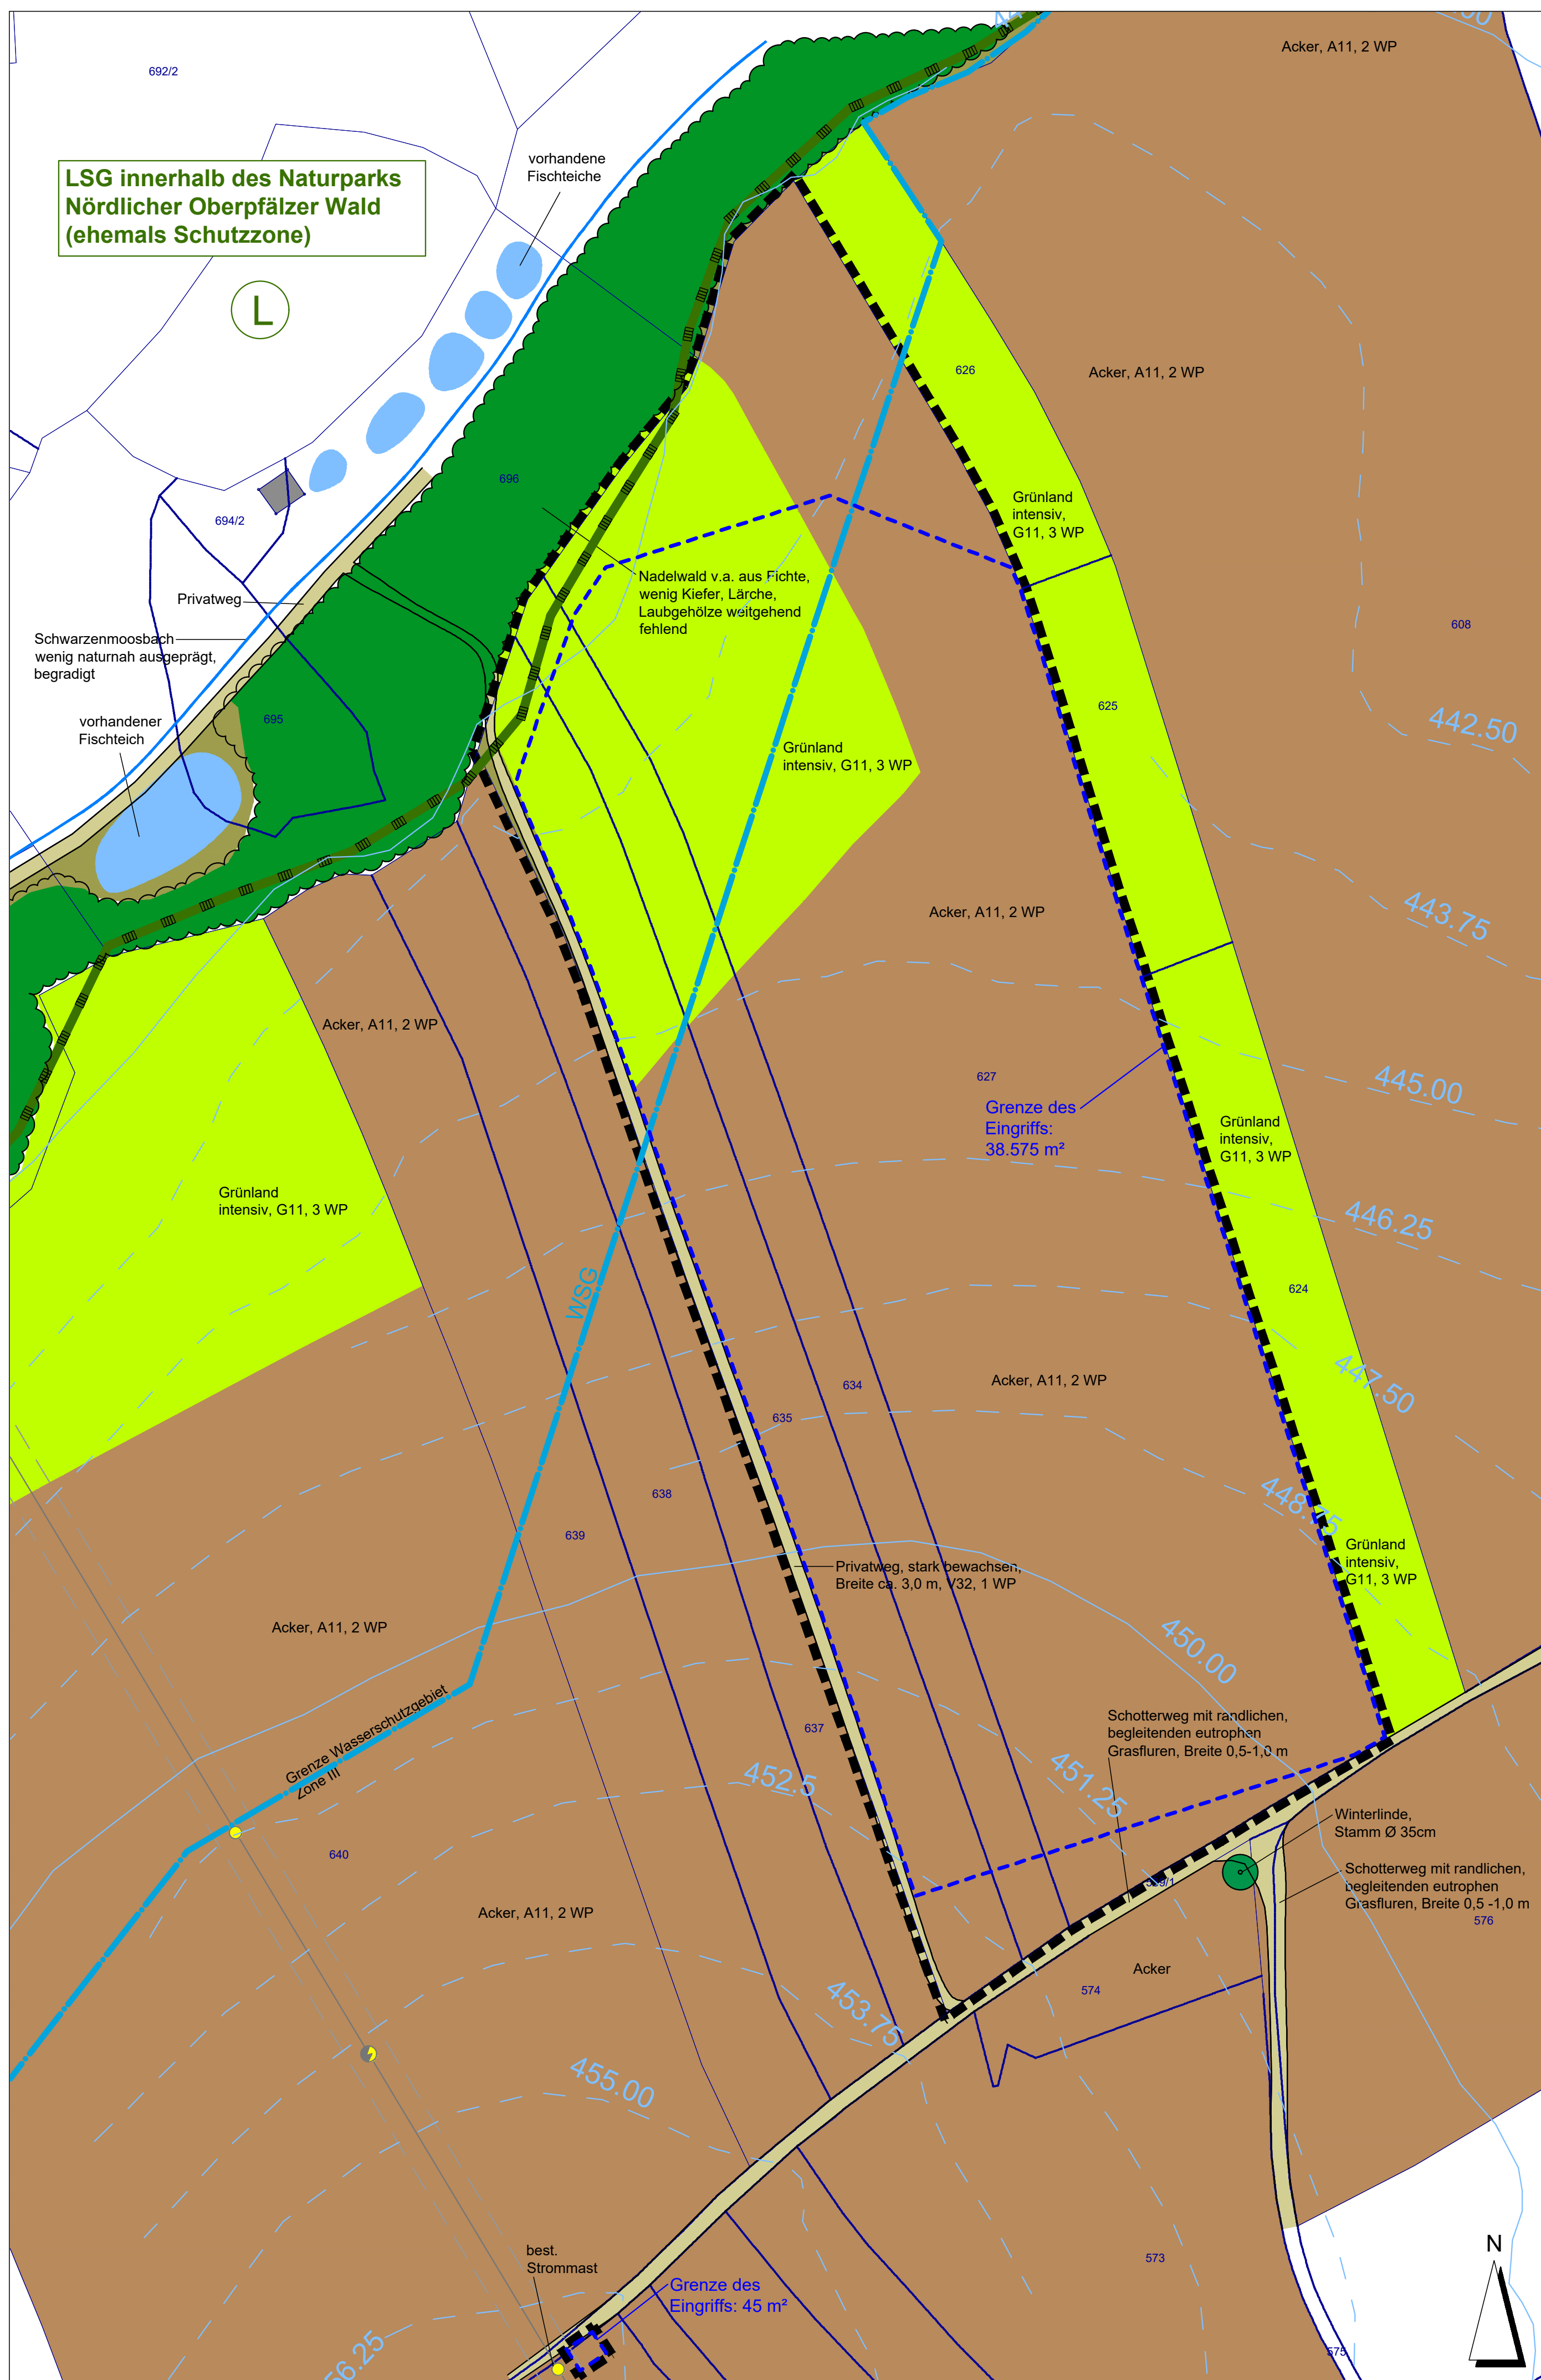 Acker, A11, 2 WP
692/2
vorhandene
Fischteiche
LSG innerhalb des Naturparks
Nördlicher Oberpfälzer Wald
(ehemals Schutzzone)
L
626
Acker, A11, 2 WP
696
Grünland
intensiv,
G11, 3 WP
694/2
Nadelwald v.a. aus Fichte,
wenig Kiefer, Lärche,
Laubgehölze weitgehend
fehlend
Privatweg
608
Schwarzenmoosbach
wenig naturnah ausgeprägt,
begradigt
695
625
vorhandener
Fischteich
442.50
Grünland
intensiv, G11, 3 WP
443.75
Acker, A11, 2 WP
Acker, A11, 2 WP
627
445.00
Grenze des
Eingriffs:
38.575 m²
Grünland
intensiv,
G11, 3 WP
Grünland
intensiv, G11, 3 WP
446.25
WSG
624
447.50
Acker, A11, 2 WP
634
635
638
448.75
639
Grünland
intensiv,
G11, 3 WP
Privatweg, stark bewachsen,
Breite ca. 3,0 m, V32, 1 WP
Acker, A11, 2 WP
450.00
Grenze Wasserschutzgebiet
Zone III
637
Schotterweg mit randlichen,
begleitenden eutrophen
Grasfluren, Breite 0,5-1,0 m
452.5
451.25
Winterlinde,
Stamm Ø 35cm
640
Schotterweg mit randlichen,
begleitenden eutrophen
Grasfluren, Breite 0,5 -1,0 m
576
Acker, A11, 2 WP
Acker
574
453.75
455.00
N
best.
Strommast
573
Grenze des
Eingriffs: 45 m²
575
56.25